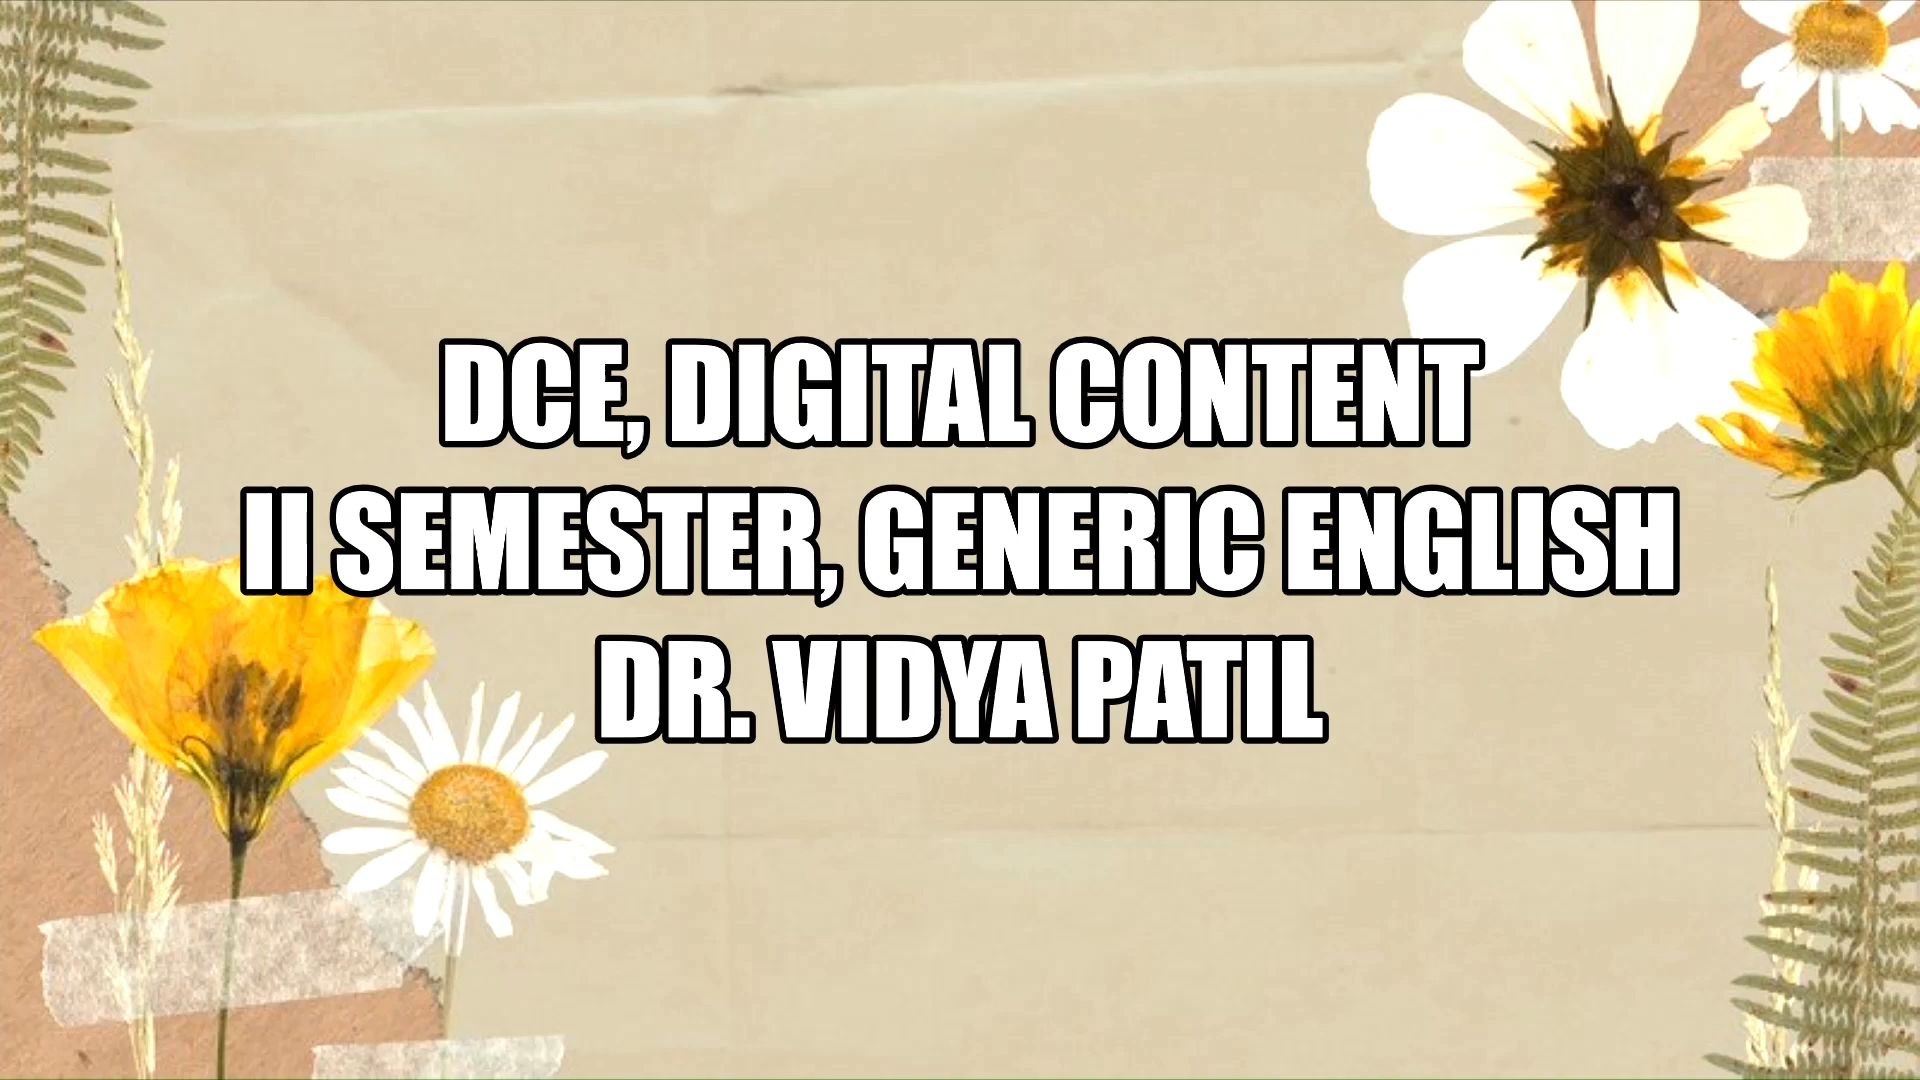 DCE, DIGITAL CONTENT
II SEMESTER, GENERIC ENGLISH
DR. VIDYA PATIL